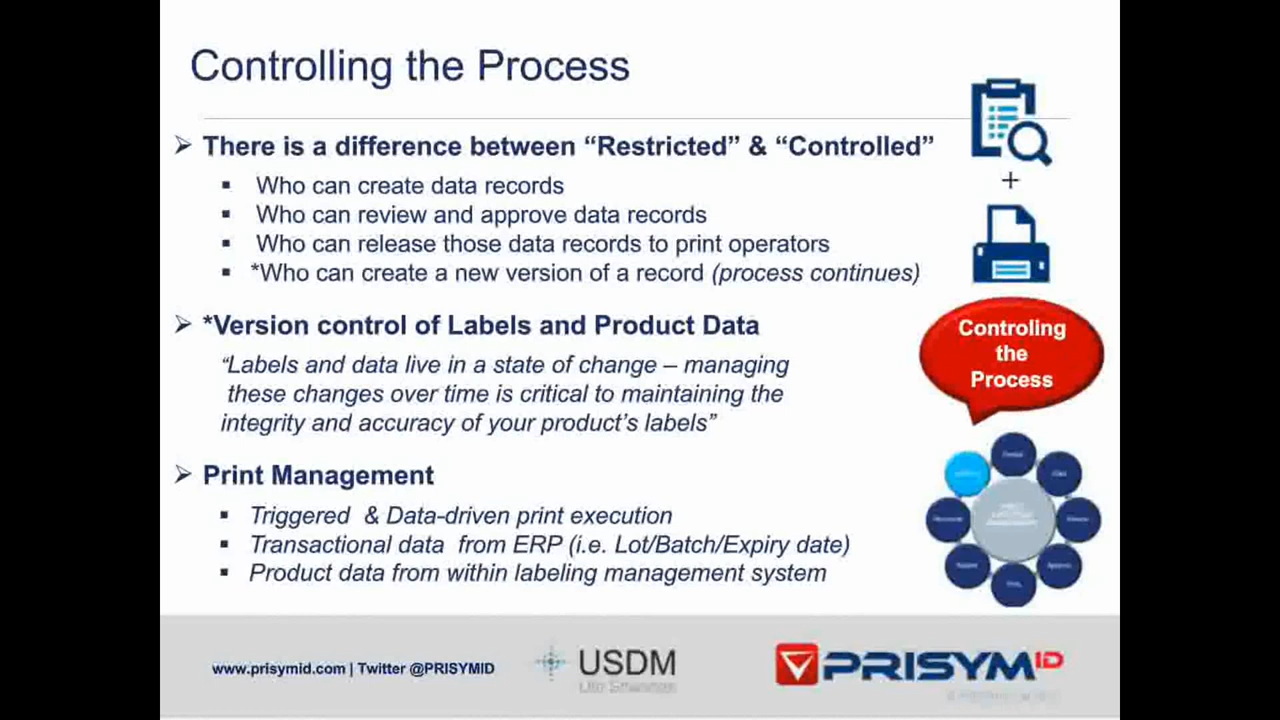 Controlling the Process
➢ There is a difference between “Restricted” & “Controlled”
▪ Who can create data records
▪ Who can review and approve data records
▪ Who can release those data records to print operators
▪ *Who can create a new version of a record (process continues)
+
➢ *Version control of Labels and Product Data
“Labels and data live in a state of change – managing
these changes over time is critical to maintaining the
integrity and accuracy of your product’s labels”
Controling
the
Process
➢ Print Management
▪ Triggered & Data-driven print execution
▪ Transactional data from ERP (i.e. Lot/Batch/Expiry date)
▪ Product data from within labeling management system
www.prisymid.com | Twitter @PRISYMID
USDM
Life Sciences
PRISYM ID